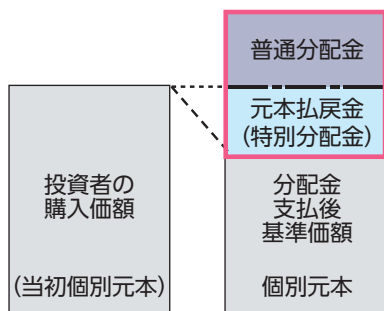 普通分配金
元本払戻金
(特別分配金)
投資者の
購入価額
(当初個別元本)
分配金
支払後
基準価額
個別元本